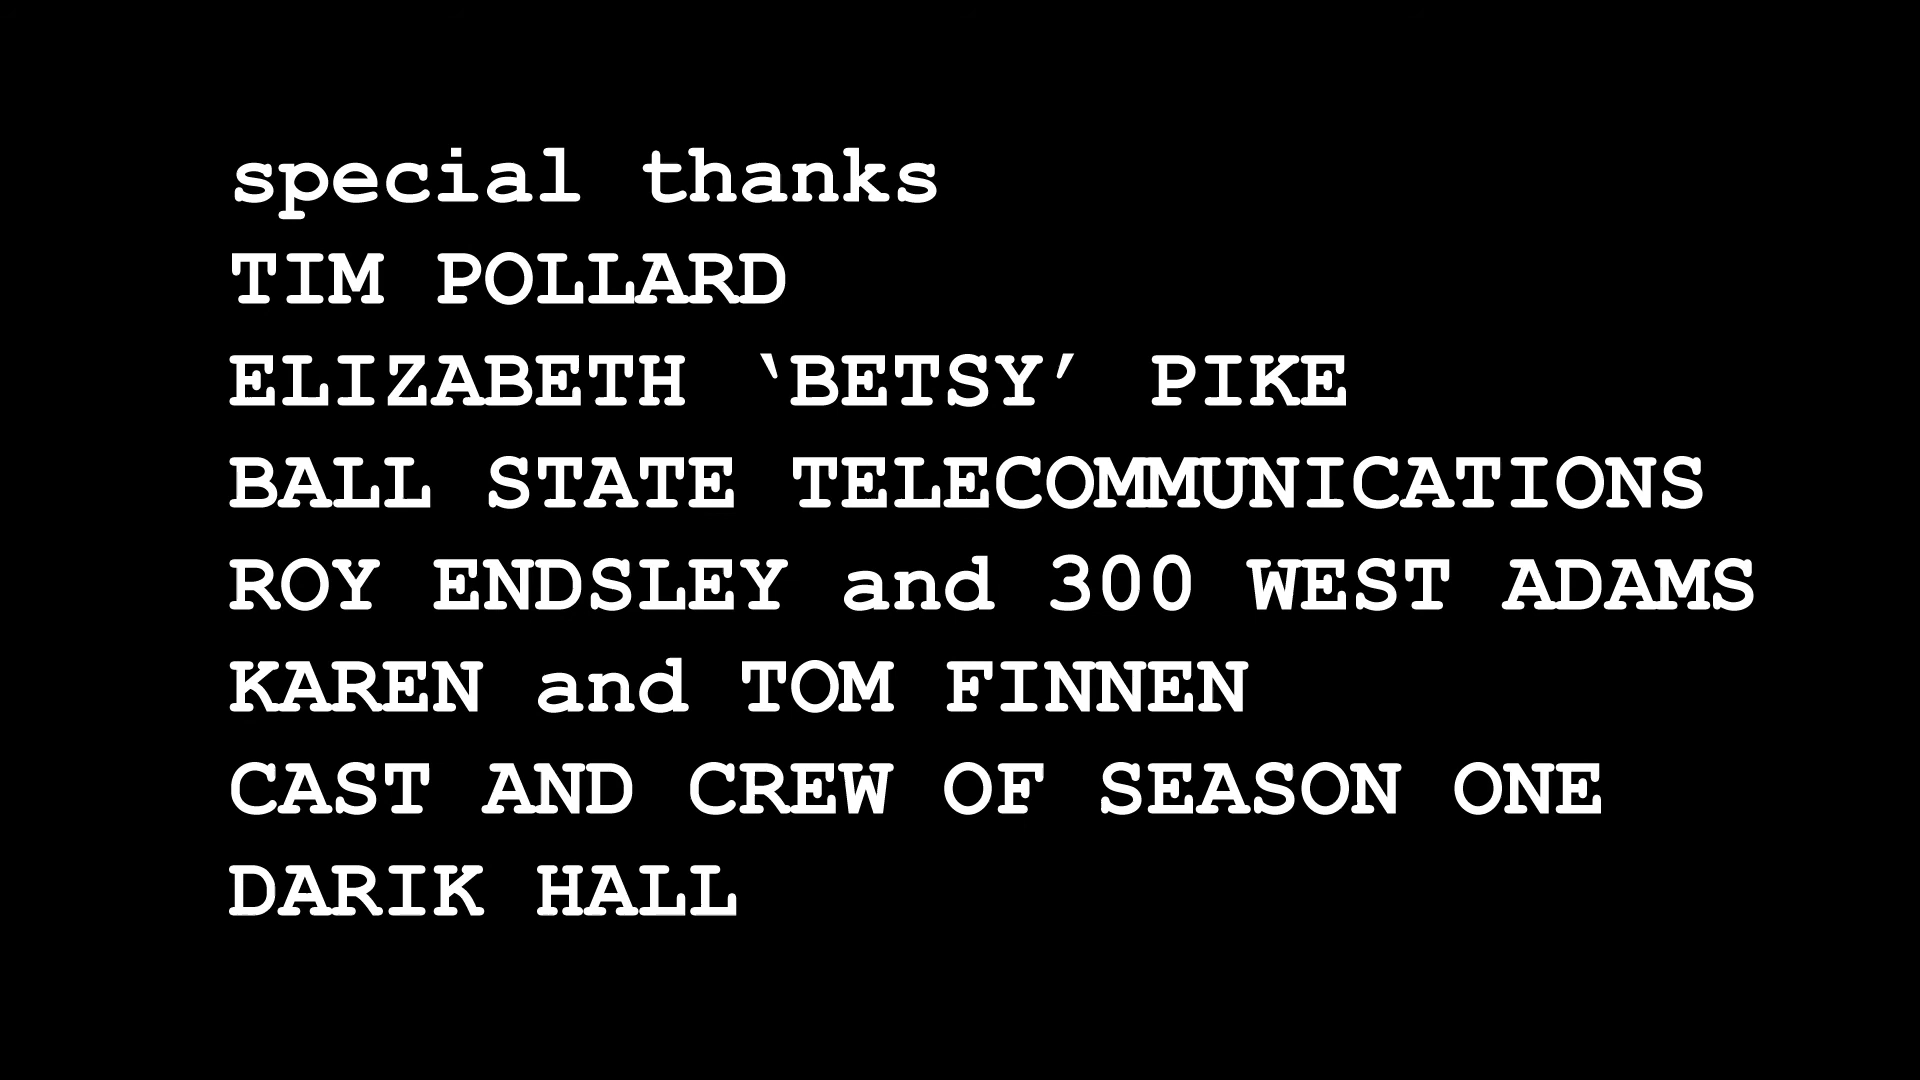 special thanks
TIM POLLARD
ELIZABETH ‘BETSY’ PIKE
BALL STATE TELECOMMUNICATIONS
ROY ENDSLEY and 300 WEST ADAMS
KAREN and TOM FINNEN
CAST AND CREW OF SEASON ONE
DARIK HALL